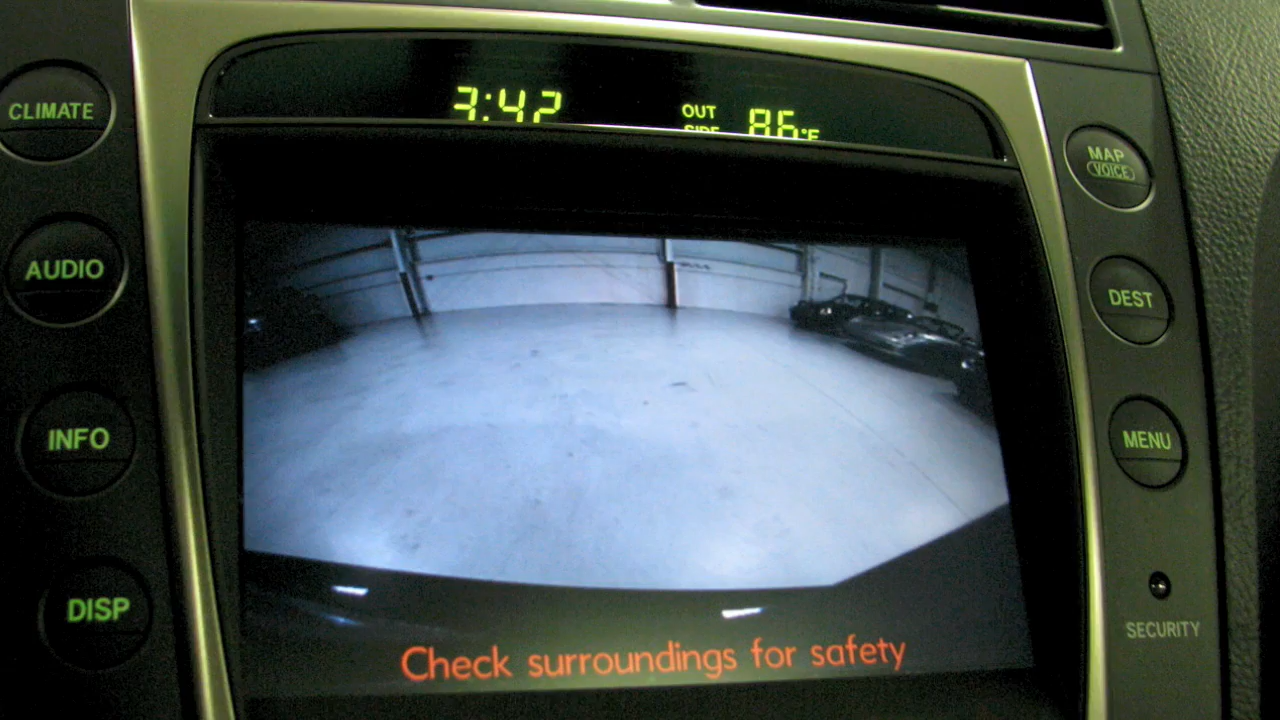 3:42
OUT
SIDE 86°F
CLIMATE
AUDIO
INFO
DISP
MAP
VOICE
DEST
MENU
SECURITY
Check surroundings for safety